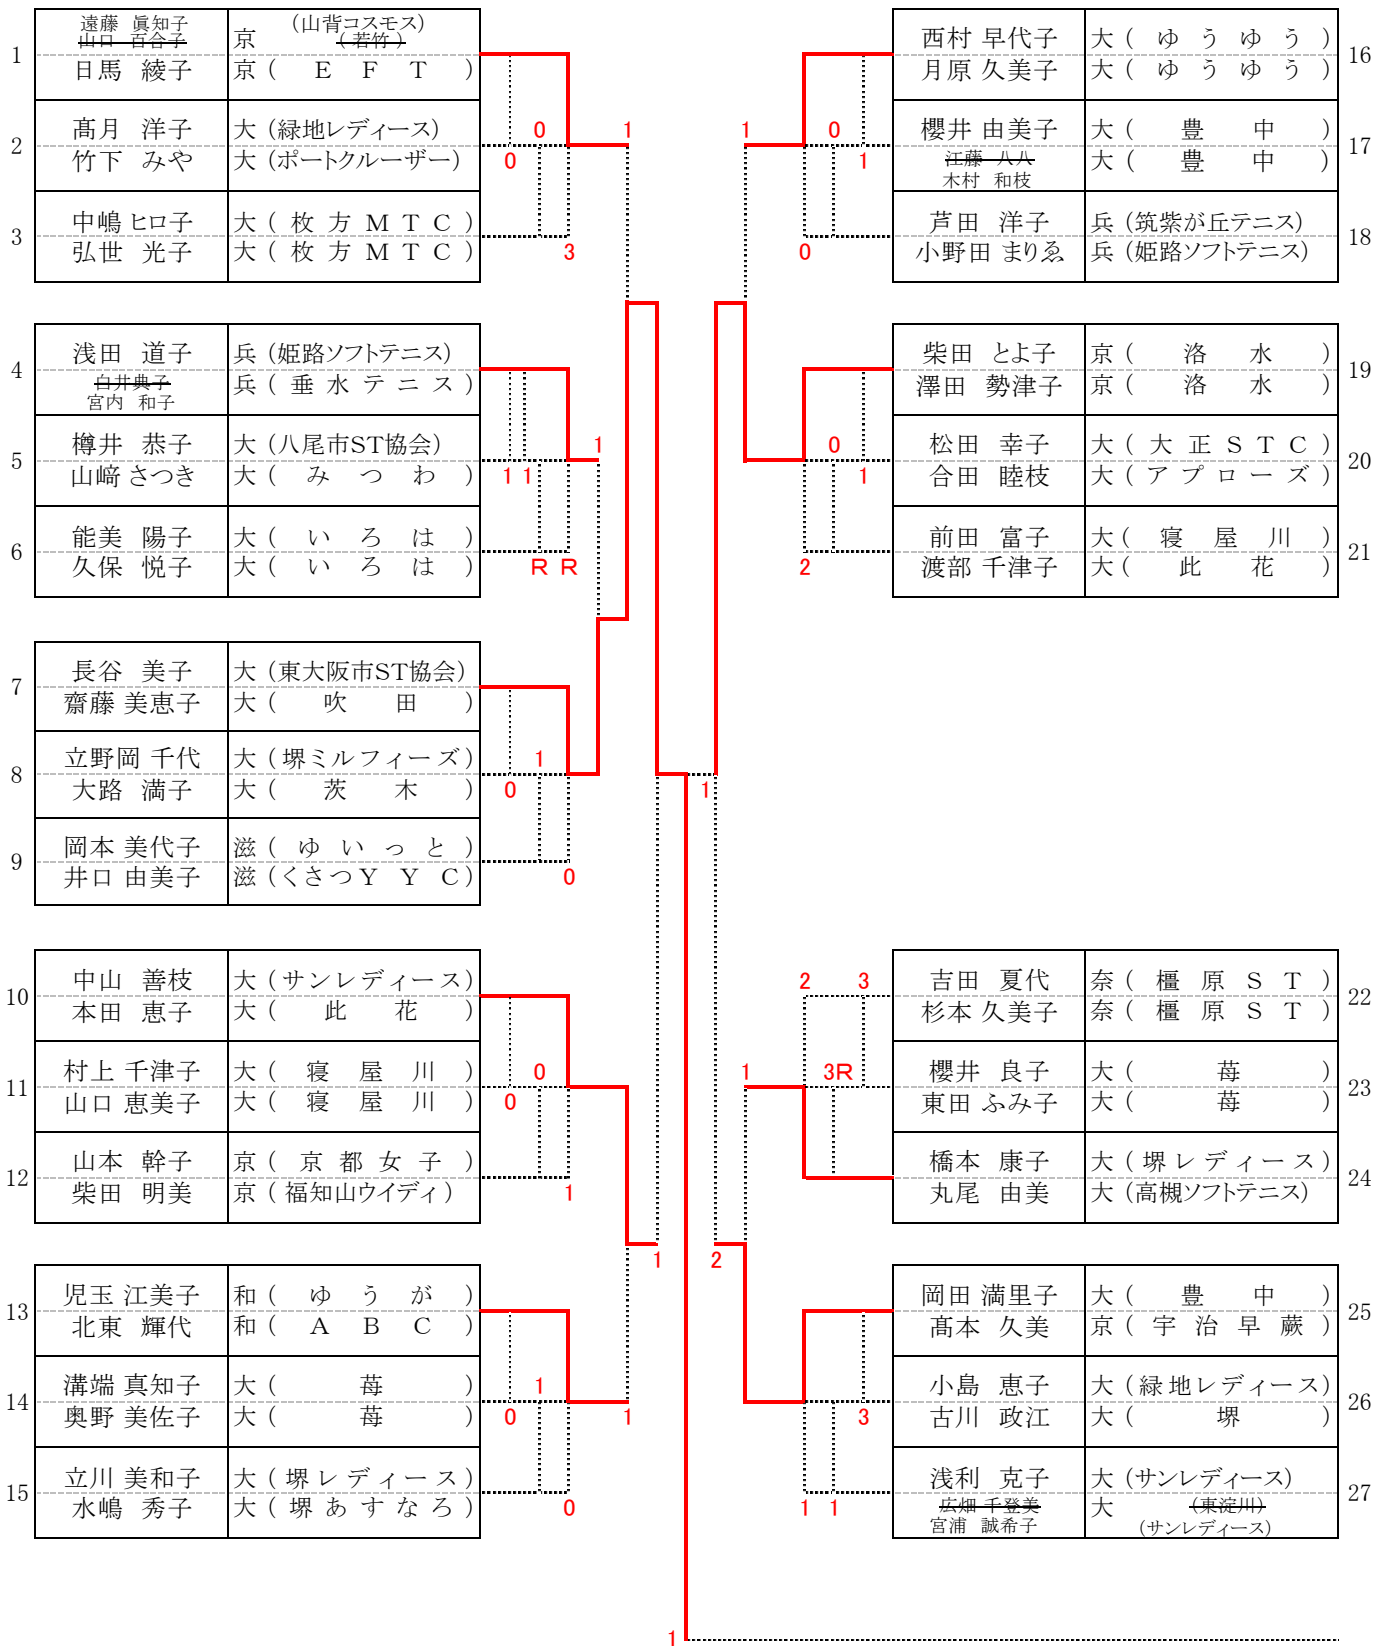 遠藤 眞知子 (山背コスモス)
1 山口 百合子 京 (若竹)
日馬 綾子 京 ( E F T )
高月 洋子 大 (緑地レディース) 0 1
2 竹下 みや 大 (ポートクルーザー) 0
中嶋 ヒロ子 大 ( 枚 方 M T C )
3 弘世 光子 大 ( 枚 方 M T C ) 3
浅田 道子 兵 (姫路ソフトテニス)
4 白井典子 兵 ( 垂 水 テ ニ ス )
宮内 和子
樽井 恭子 大 (八尾市ST協会) 1
5 山﨑 さつき 大 ( み つ わ ) 1 1
能美 陽子 大 ( い ろ は )
6 久保 悦子 大 ( い ろ は ) R R
長谷 美子 大 (東大阪市ST協会)
7 齋藤 美恵子 大 ( 吹 田 )
立野岡 千代 大 ( 堺ミルフィーズ ) 1
8 大路 満子 大 ( 茨 木 ) 0
岡本 美代子 滋 ( ゆ い っ と )
9 井口 由美子 滋 ( くさつ Y Y C ) 0
中山 善枝 大 ( サンレディース )
10 本田 恵子 大 ( 此 花 )
村上 千津子 大 ( 寝 屋 川 ) 0
11 山口 恵美子 大 ( 寝 屋 川 ) 0
山本 幹子 京 ( 京 都 女 子 )
12 柴田 明美 京 ( 福知山ウイディ ) 1
1
児玉 江美子 和 ( ゆ う が )
13 北東 輝代 和 ( A B C )
溝端 真知子 大 ( 苺 ) 1
14 奥野 美佐子 大 ( 苺 ) 0 1
立川 美和子 大 ( 堺 レ ディ ー ス )
15 水嶋 秀子 大 ( 堺 あ す な ろ ) 0
西村 早代子 大 ( ゆ う ゆ う )
月原 久美子 大 ( ゆ う ゆ う ) 16
1 0 櫻井 由美子 大 ( 豊 中 )
1 江藤 八八 大 ( 豊 中 ) 17
木村 和枝
芦田 洋子 兵 (筑紫が丘テニス)
0 小野田 まりゑ 兵 (姫路ソフトテニス) 18
柴田 とよ子 京 ( 洛 水 )
澤田 勢津子 京 ( 洛 水 ) 19
0 松田 幸子 大 ( 大 正 S T C )
1 合田 睦枝 大 ( ア プ ロ ー ズ ) 20
前田 富子 大 ( 寝 屋 川 )
2 渡部 千津子 大 ( 此 花 ) 21
1
2 3 吉田 夏代 奈 ( 橿 原 S T )
杉本 久美子 奈 ( 橿 原 S T ) 22
1 3R 櫻井 良子 大 ( 苺 )
東田 ふみ子 大 ( 苺 ) 23
橋本 康子 大 ( 堺 レ ディ ー ス )
丸尾 由美 大 (高槻ソフトテニス) 24
2
岡田 満里子 大 ( 豊 中 )
髙本 久美 京 ( 宇 治 早 蕨 ) 25
小島 恵子 大 ( 緑 地 レディース )
3 古川 政江 大 ( 堺 ) 26
浅利 克子 大 (サンレディース)
1 1 広畑 千登美 大 (東淀川) 27
宮浦 誠希子 (サンレディース)
1